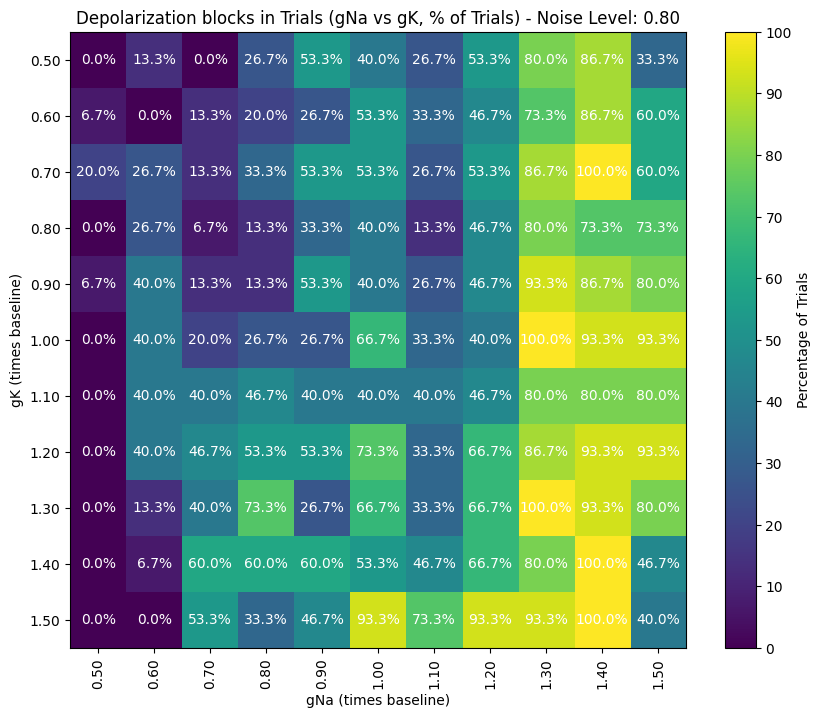 Depolarization blocks in Trials (gNa vs gK, % of Trials) - Noise Level: 0.80
0.50 0.0% 13.3% 0.0% 26.7% 53.3% 40.0% 26.7% 53.3% 80.0% 86.7% 33.3%
0.60 6.7% 0.0% 13.3% 20.0% 26.7% 53.3% 33.3% 46.7% 73.3% 86.7% 60.0%
0.70 20.0% 26.7% 13.3% 33.3% 53.3% 53.3% 26.7% 53.3% 86.7% 100.0% 60.0%
0.80 0.0% 26.7% 6.7% 13.3% 33.3% 40.0% 13.3% 46.7% 80.0% 73.3% 73.3%
0.90 6.7% 40.0% 13.3% 13.3% 53.3% 40.0% 26.7% 46.7% 93.3% 86.7% 80.0%
1.00 0.0% 40.0% 20.0% 26.7% 26.7% 66.7% 33.3% 40.0% 100.0% 93.3% 93.3%
1.10 0.0% 40.0% 40.0% 46.7% 40.0% 40.0% 40.0% 46.7% 80.0% 80.0% 80.0%
1.20 0.0% 40.0% 46.7% 53.3% 53.3% 73.3% 33.3% 66.7% 86.7% 93.3% 93.3%
1.30 0.0% 13.3% 40.0% 73.3% 26.7% 66.7% 33.3% 66.7% 100.0% 93.3% 80.0%
1.40 0.0% 6.7% 60.0% 60.0% 60.0% 53.3% 46.7% 66.7% 80.0% 100.0% 46.7%
1.50 0.0% 0.0% 53.3% 33.3% 46.7% 93.3% 73.3% 93.3% 93.3% 100.0% 40.0%
gK (times baseline)
0.50 0.60 0.70 0.80 0.90 1.00 1.10 1.20 1.30 1.40 1.50
gNa (times baseline)
100
90
80
70
60
50
40
30
20
10
0
Percentage of Trials